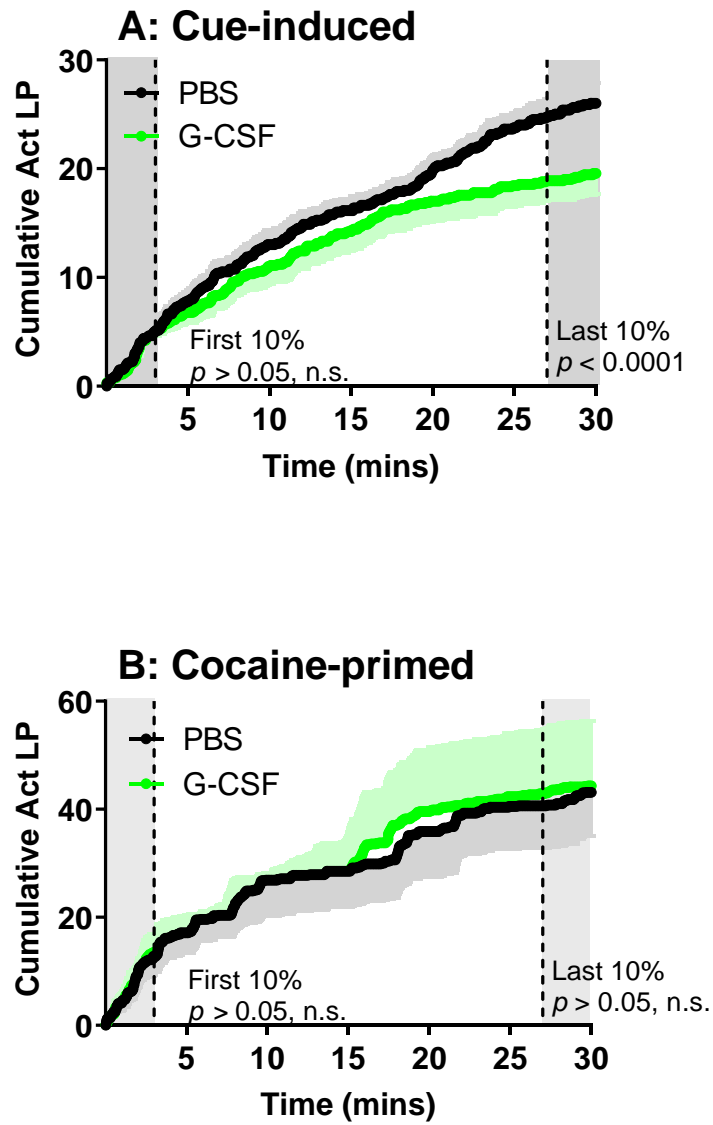 A: Cue-induced
30
20
10
0
Cumulative Act LP
PBS
G-CSF
First 10%
p > 0.05, n.s.
Last 10%
p < 0.0001
5 10 15 20 25 30
Time (mins)
B: Cocaine-primed
60
40
20
0
Cumulative Act LP
PBS
G-CSF
First 10%
p > 0.05, n.s.
Last 10%
p > 0.05, n.s.
5 10 15 20 25 30
Time (mins)